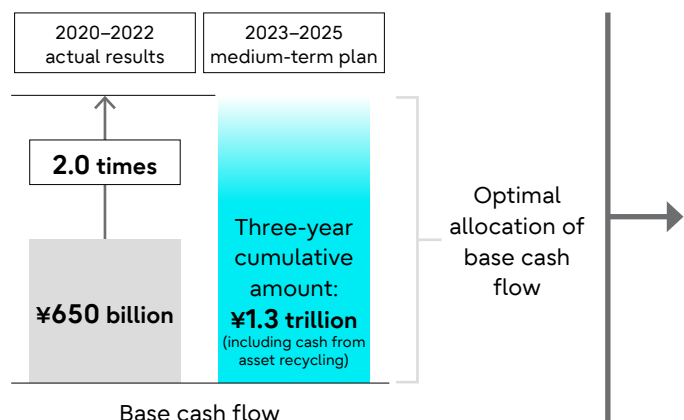 2020–2022
actual results
2023–2025
medium-term plan
2.0 times
¥650 billion
Three-year
cumulative
amount:
¥1.3 trillion
(including cash from
asset recycling)
Optimal
allocation of
base cash
flow
Base cash flow